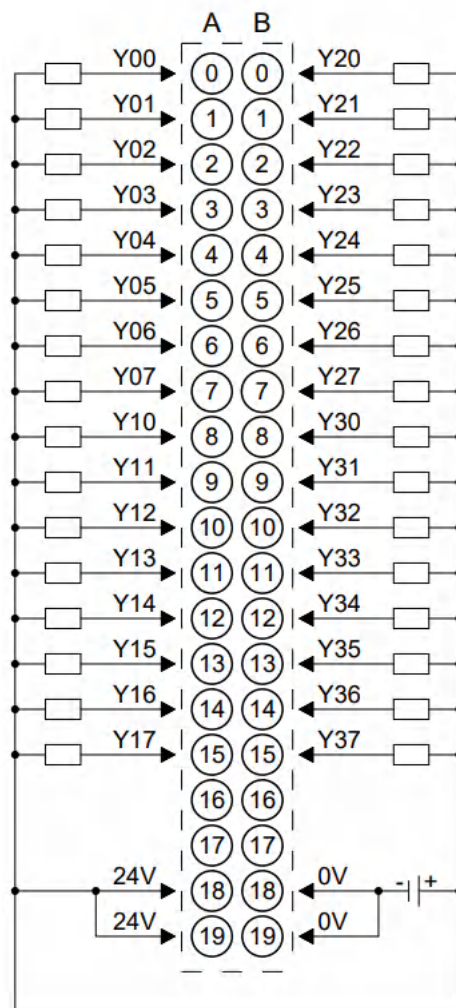 A B
Y00 0 0 Y20
Y01 1 1 Y21
Y02 2 2 Y22
Y03 3 3 Y23
Y04 4 4 Y24
Y05 5 5 Y25
Y06 6 6 Y26
Y07 7 7 Y27
Y10 8 8 Y30
Y11 9 9 Y31
Y12 10 10 Y32
Y13 11 11 Y33
Y14 12 12 Y34
Y15 13 13 Y35
Y16 14 14 Y36
Y17 15 15 Y37
16 16
17 17
24V 18 18 0V - +
24V 19 19 0V